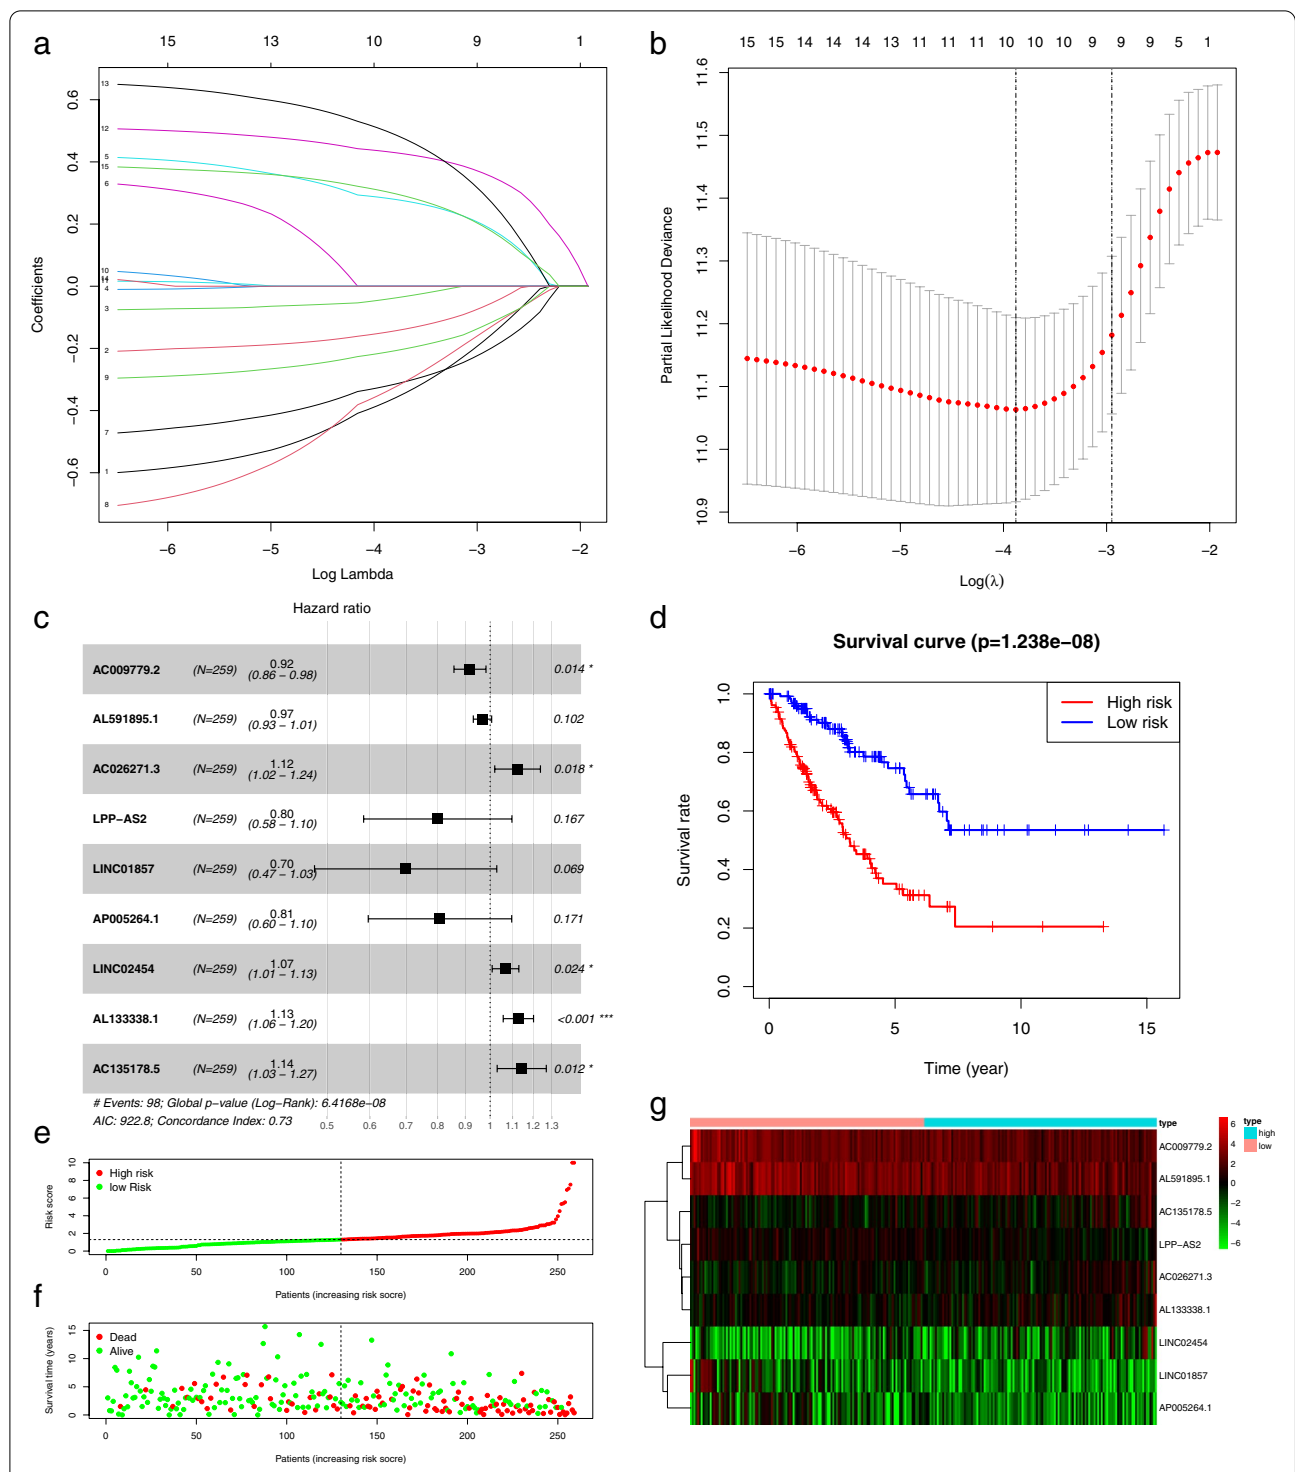 a
15 13 10 9 1
13
12
5
15
6
10
14
4
3
2
9
7
1
8
0.6
0.4
0.2
0.0
−0.2
−0.4
−0.6
Coefficients
−6 −5 −4 −3 −2
Log Lambda
b
15 15 14 14 14 13 11 11 11 10 10 10 9 9 9 5 1
11.6
11.5
11.4
11.3
11.2
11.1
11.0
10.9
Partial Likelihood Deviance
−6 −5 −4 −3 −2
Log(λ)
c
Hazard ratio
AC009779.2 (N=259) 0.92 (0.86 − 0.98) 0.014 *
AL591895.1 (N=259) 0.97 (0.93 − 1.01) 0.102
AC026271.3 (N=259) 1.12 (1.02 − 1.24) 0.018 *
LPP−AS2 (N=259) 0.80 (0.58 − 1.10) 0.167
LINC01857 (N=259) 0.70 (0.47 − 1.03) 0.069
AP005264.1 (N=259) 0.81 (0.60 − 1.10) 0.171
LINC02454 (N=259) 1.07 (1.01 − 1.13) 0.024 *
AL133338.1 (N=259) 1.13 (1.06 − 1.20) <0.001 ***
AC135178.5 (N=259) 1.14 (1.03 − 1.27) 0.012 *
# Events: 98; Global p−value (Log−Rank): 6.4168e−08
AIC: 922.8; Concordance Index: 0.73
0.5 0.6 0.7 0.8 0.9 1 1.1 1.2 1.3
d
Survival curve (p=1.238e−08)
High risk
Low risk
1.0
0.8
0.6
0.4
0.2
0.0
Survival rate
0 5 10 15
Time (year)
e
High risk
low Risk
10
8
6
4
2
0
Risk score
0 50 100 150 200 250
Patients (increasing risk socre)
f
Dead
Alive
15
10
5
0
Survival time (years)
0 50 100 150 200 250
Patients (increasing risk socre)
g
type
AC009779.2
AL591895.1
AC135178.5
LPP−AS2
AC026271.3
AL133338.1
LINC02454
LINC01857
AP005264.1
6
4
2
0
−2
−4
−6
type
high
low